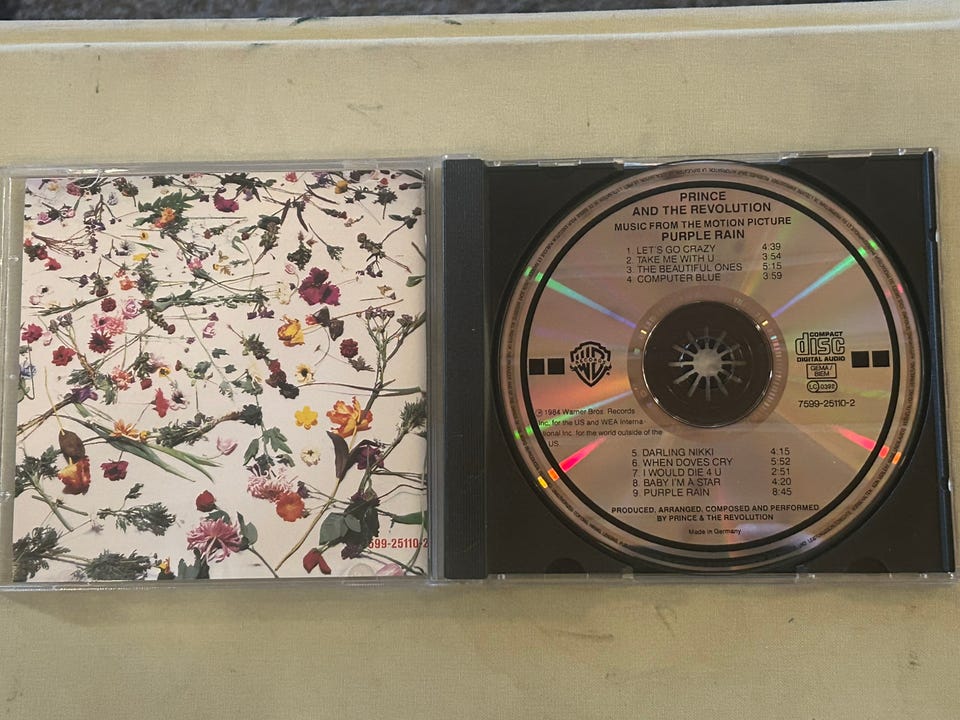 599-25110-2
PRINCE
AND THE REVOLUTION
MUSIC FROM THE MOTION PICTURE
PURPLE RAIN
1. LET'S GO CRAZY 4:39
2. TAKE ME WITH U 3 54
3. THE BEAUTIFUL ONES 5:15
4 COMPUTER BLUE 3:59
COMPACT
disc
DIGITAL AUDIO
GEMA/
BIEM
LC 0392
7599-25110-2
℗ 1984 Warner Bros. Records
Inc. for the US and WEA Interna-
tional Inc. for the world outside of the
US.
5. DARLING NIKKI 4.15
6. WHEN DOVES CRY 5:52
7. I WOULD DIE 4 U 2:51
8. BABY I'M A STAR 4:20
9. PURPLE RAIN 8:45
PRODUCED, ARRANGED, COMPOSED AND PERFORMED
BY PRINCE & THE REVOLUTION
Made in Germany